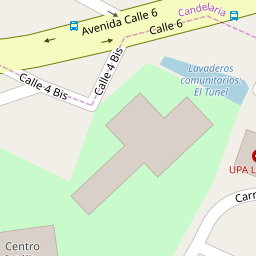 Candelaria
Avenida Calle 6
Calle 6
Calle 4 Bis
Calle 4 Bis
Lavaderos
comunitarios:
El Tunel
UPA L
Carr
Centro